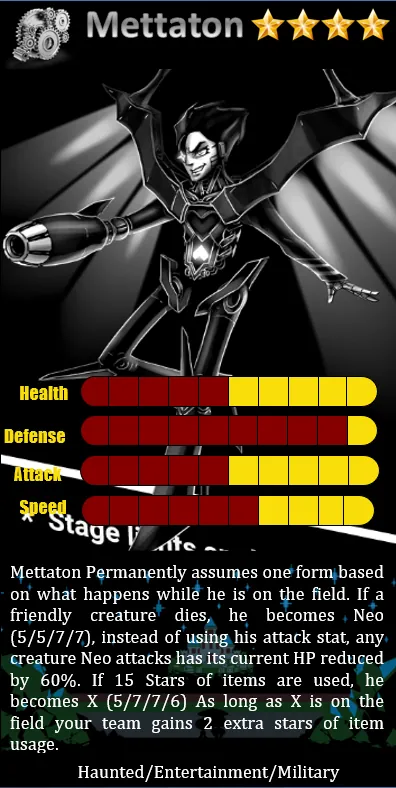 Mettaton
Health
Defense
Attack
Speed
* Stage
Mettaton Permanently assumes one form based
on what happens while he is on the field. If a
friendly creature dies, he becomes Neo
(5/5/7/7), instead of using his attack stat, any
creature Neo attacks has its current HP reduced
by 60%. If 15 Stars of items are used, he
becomes X (5/7/7/6) As long as X is on the
field your team gains 2 extra stars of item
usage.
Haunted/Entertainment/Military